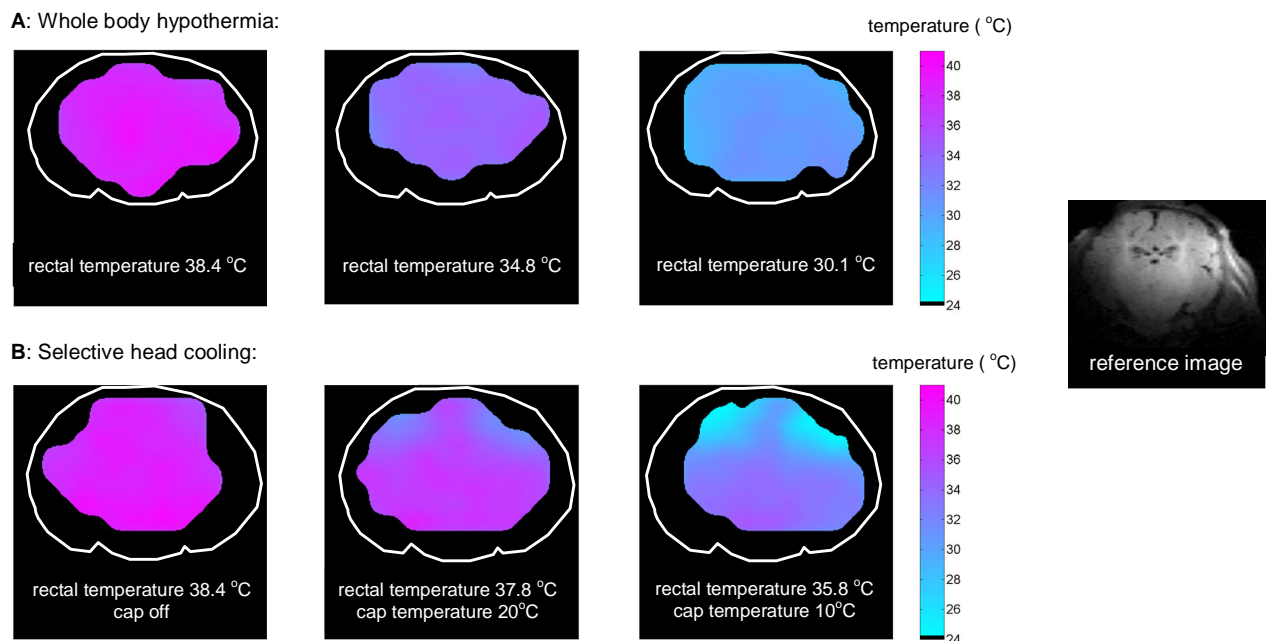 A: Whole body hypothermia:
temperature ( °C)
rectal temperature 38.4 °C
rectal temperature 34.8 °C
rectal temperature 30.1 °C
40
38
36
34
32
30
28
26
24
reference image
B: Selective head cooling:
temperature ( °C)
rectal temperature 38.4 °C
cap off
rectal temperature 37.8 °C
cap temperature 20°C
rectal temperature 35.8 °C
cap temperature 10°C
40
38
36
34
32
30
28
26
24